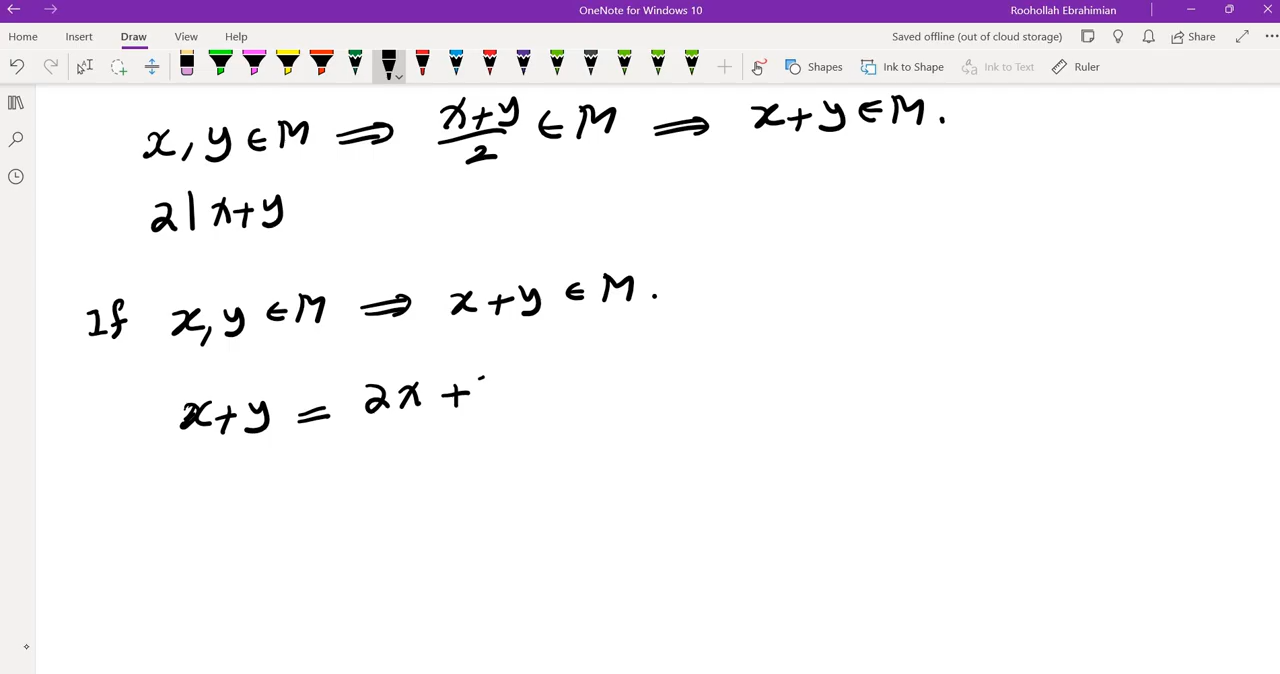 OneNote for Windows 10
Roohollah Ebrahimian
Home Insert Draw View Help
Saved offline (out of cloud storage)
Share
Shapes
Ink to Shape
Ink to Text
Ruler
x, y ∈ M ⟹ (x+y)/2 ∈ M ⟹ x+y ∈ M.
2 | x+y
If x, y ∈ M ⟹ x+y ∈ M.
x+y = 2x +